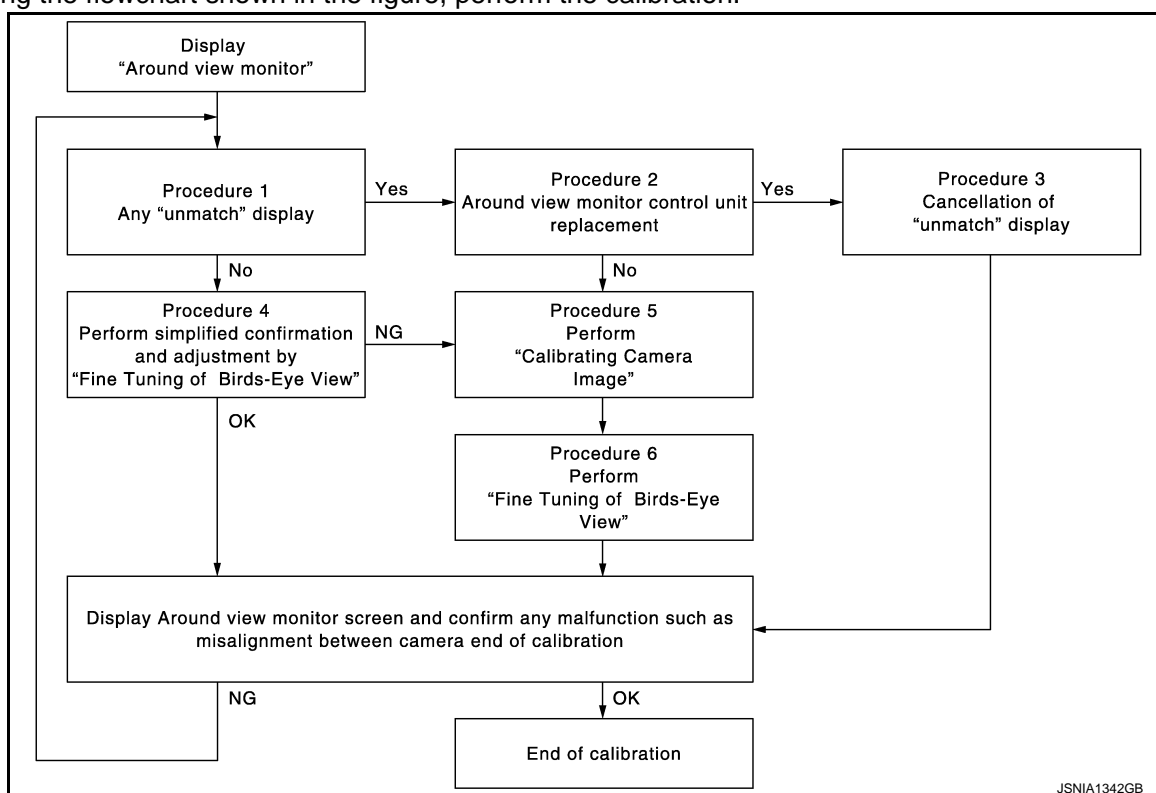 ng the flowchart shown in the figure, perform the calibration.
Display
“Around view monitor”
Procedure 1
Any “unmatch” display
Yes
Procedure 2
Around view monitor control unit
replacement
Yes
Procedure 3
Cancellation of
“unmatch” display
No
No
Procedure 4
Perform simplified confirmation
and adjustment by
“Fine Tuning of Birds-Eye View”
NG
Procedure 5
Perform
“Calibrating Camera
Image”
OK
Procedure 6
Perform
“Fine Tuning of Birds-Eye
View”
Display Around view monitor screen and confirm any malfunction such as
misalignment between camera end of calibration
NG
OK
End of calibration
JSNIA1342GB